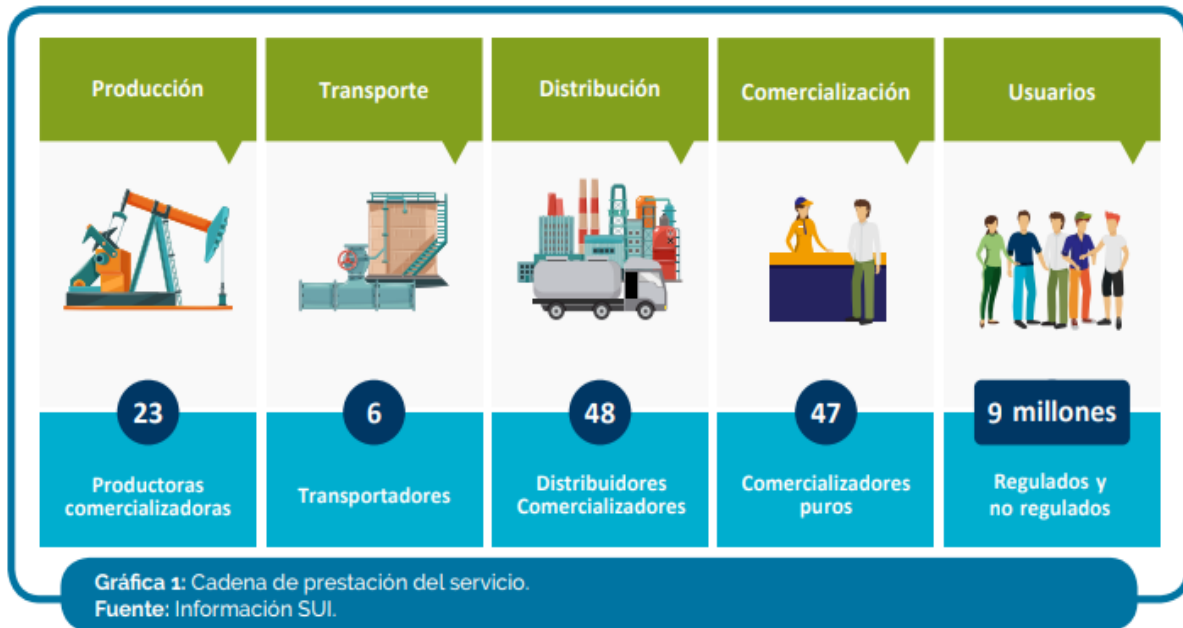 Producción
Transporte
Distribución
Comercialización
Usuarios
23
6
48
47
9 millones
Productoras
comercializadoras
Transportadores
Distribuidores
Comercializadores
Comercializadores
puros
Regulados y
no regulados
Gráfica 1: Cadena de prestación del servicio.
Fuente: Información SUI.